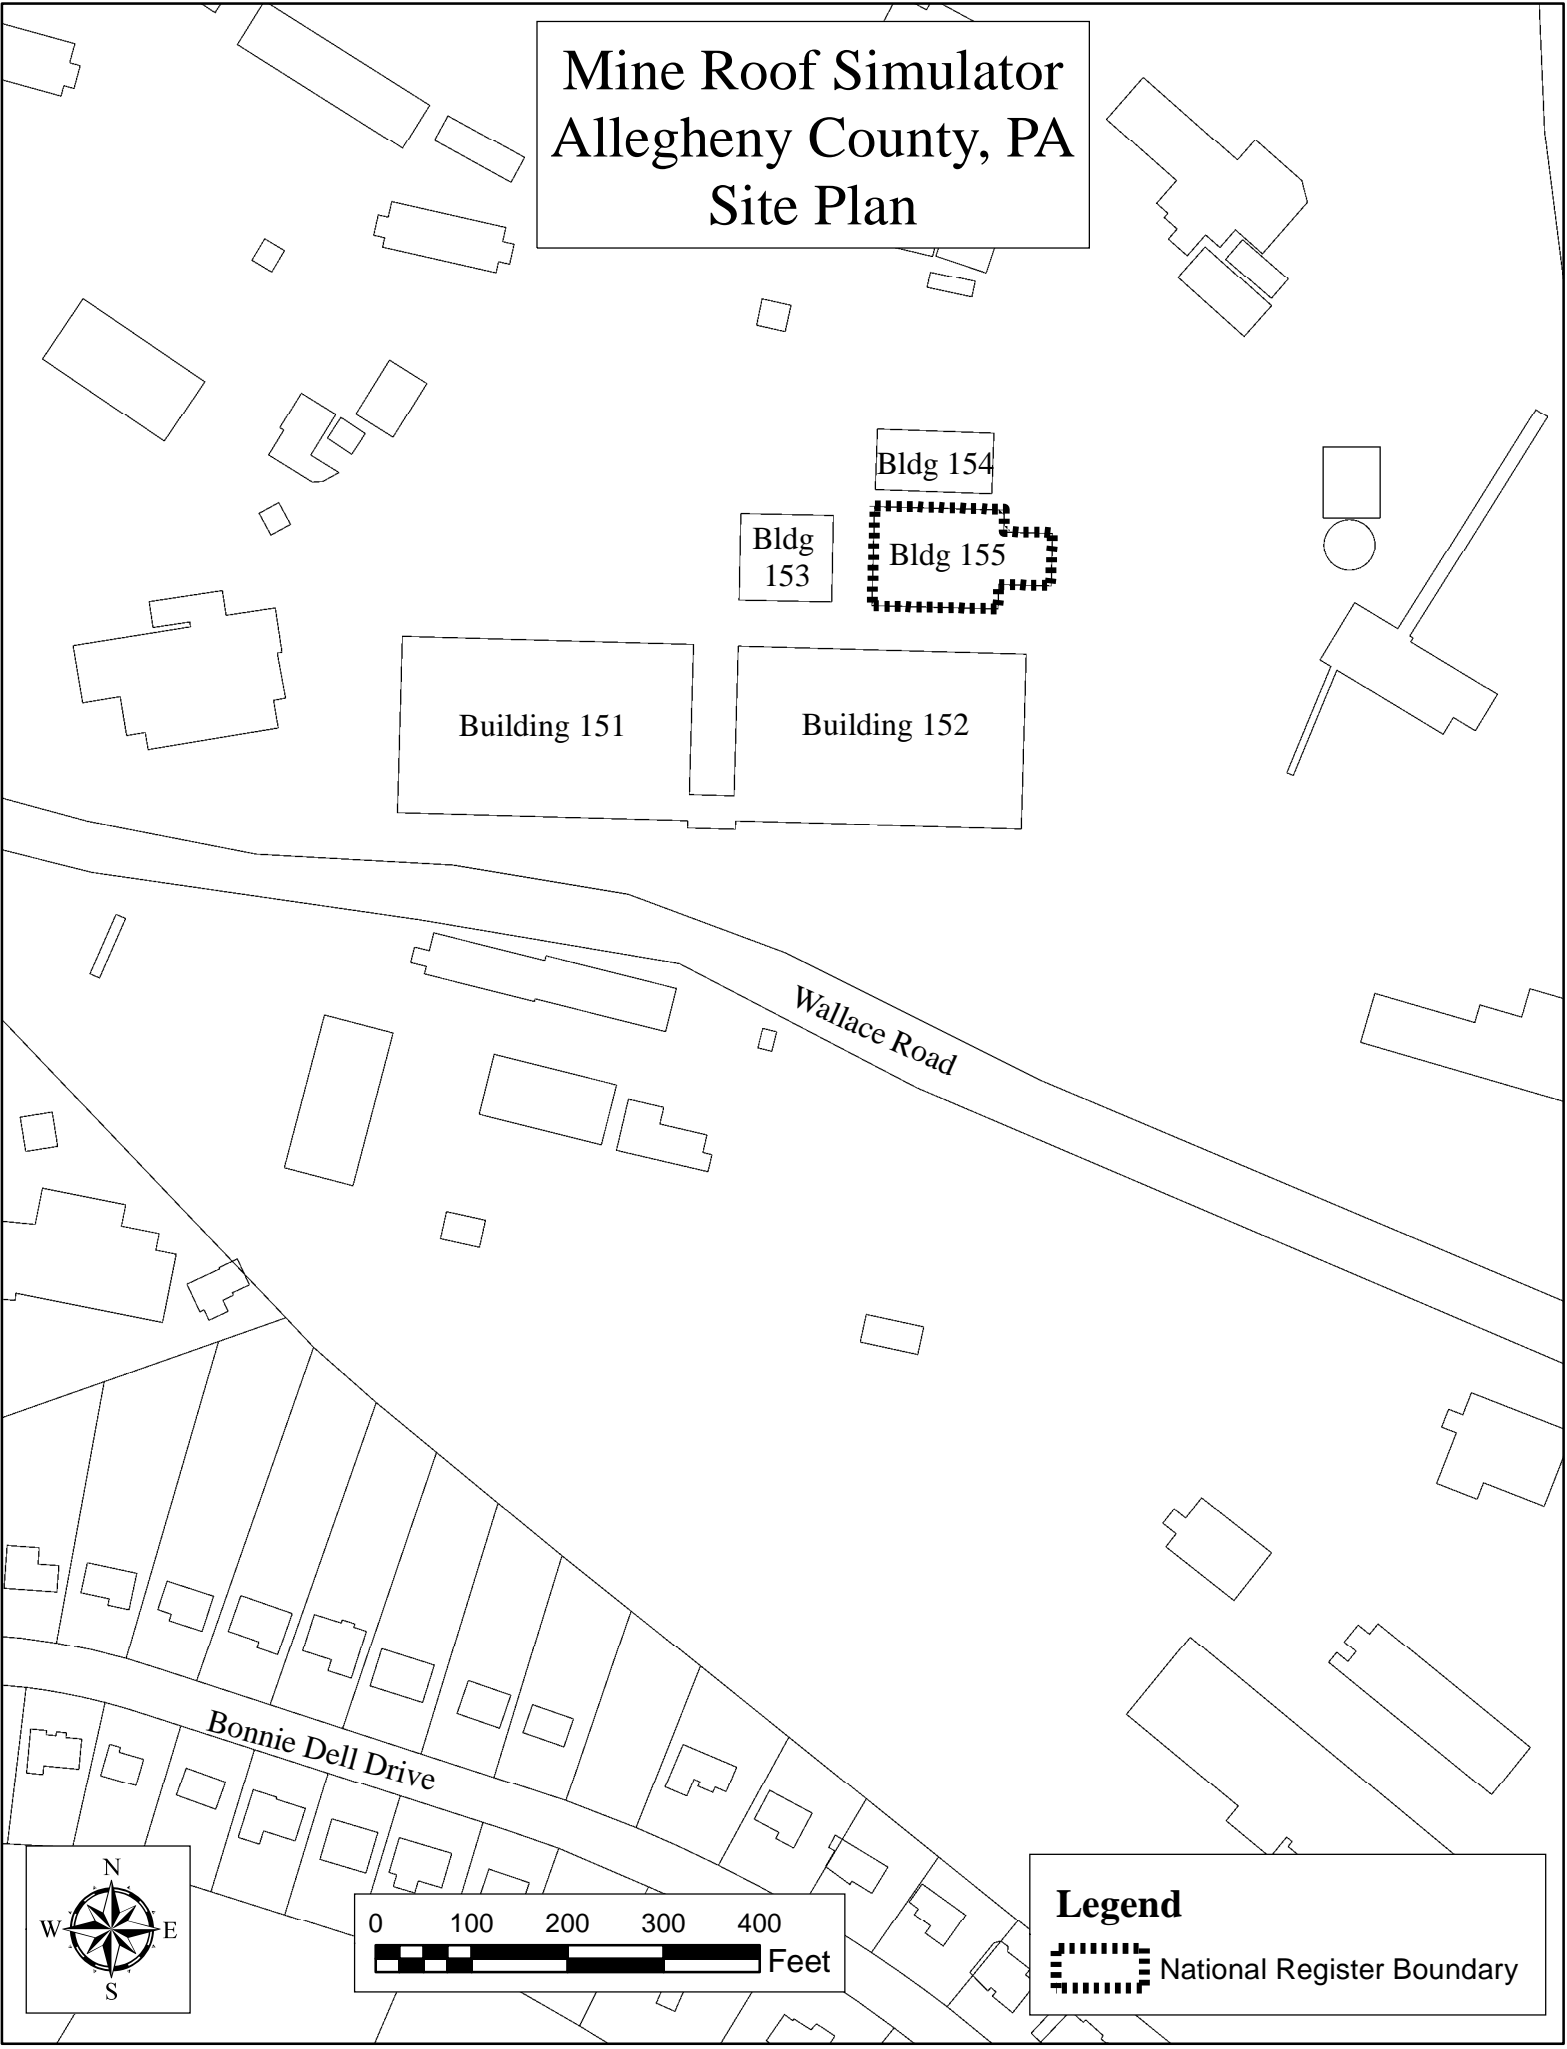 Mine Roof Simulator
Allegheny County, PA
Site Plan
Bldg 154
Bldg
153
Bldg 155
Building 151
Building 152
Wallace Road
Bonnie Dell Drive
N
W
E
S
0 100 200 300 400
Feet
Legend
National Register Boundary